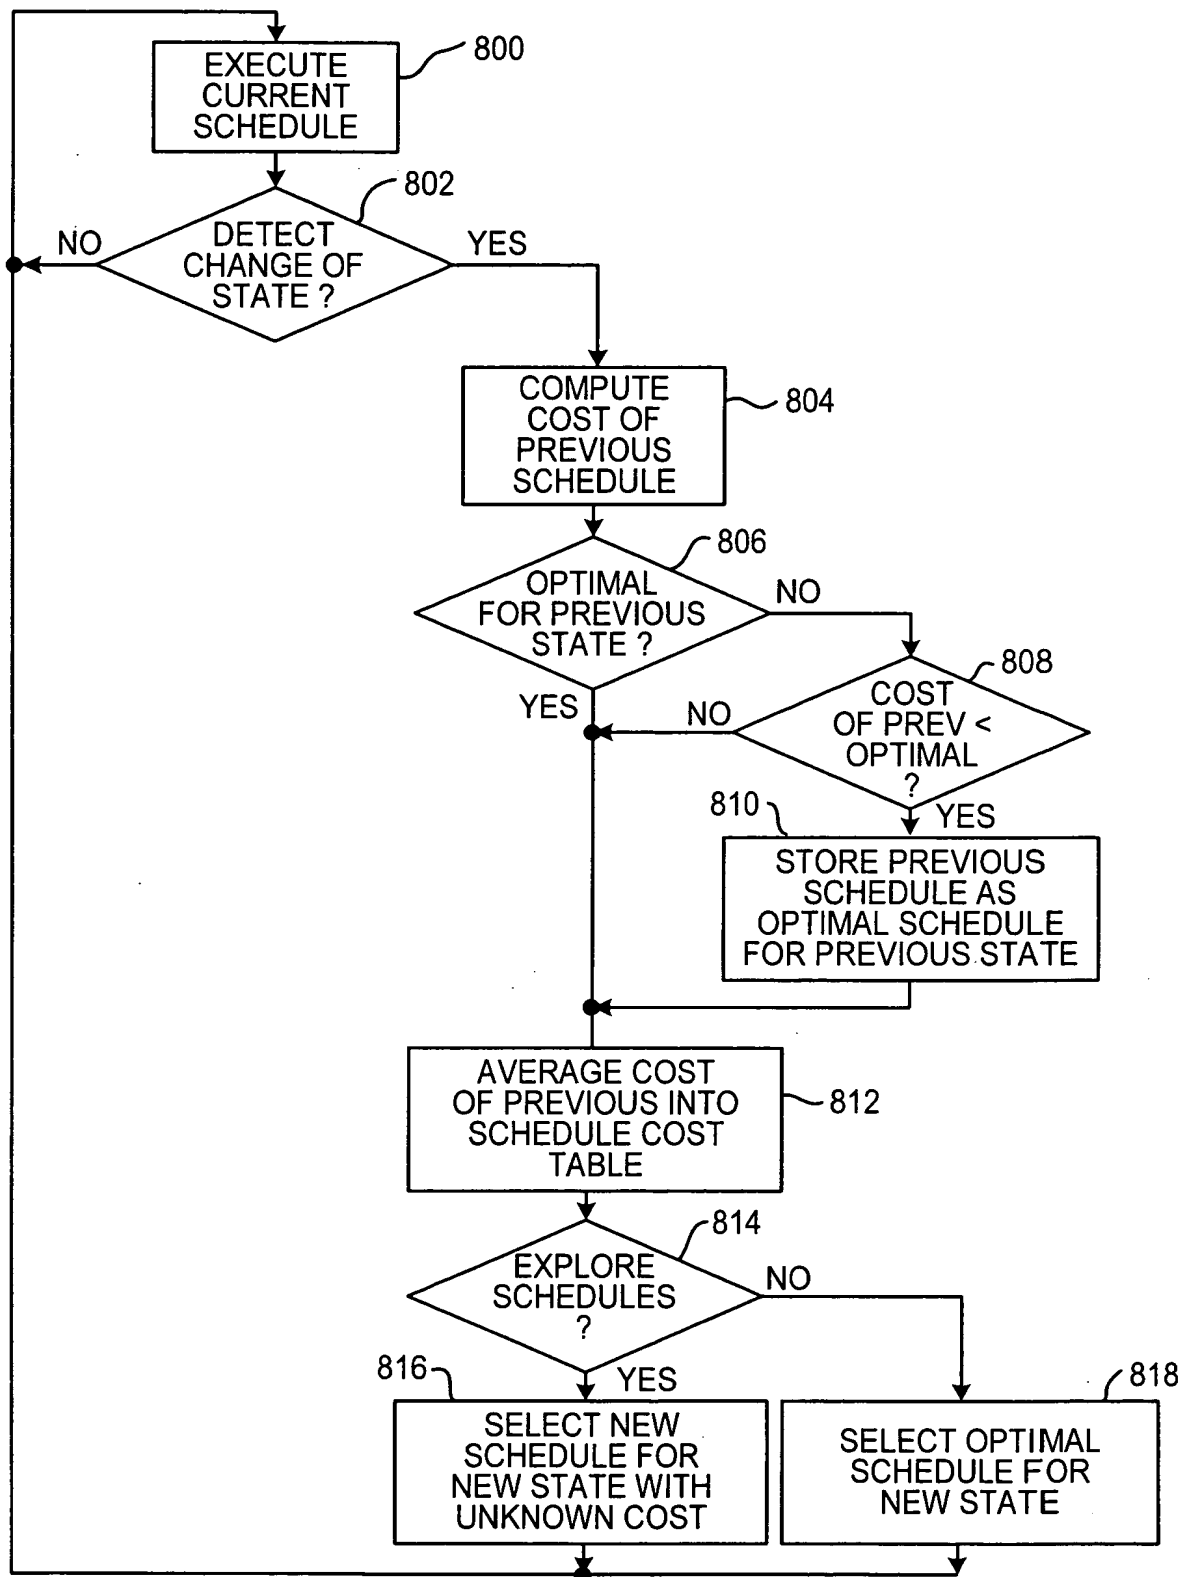 EXECUTE
CURRENT
SCHEDULE
800
DETECT
CHANGE OF
STATE ?
802
NO
YES
COMPUTE
COST OF
PREVIOUS
SCHEDULE
804
OPTIMAL
FOR PREVIOUS
STATE ?
806
NO
YES
COST
OF PREV <
OPTIMAL
?
808
NO
YES
810
STORE PREVIOUS
SCHEDULE AS
OPTIMAL SCHEDULE
FOR PREVIOUS STATE
AVERAGE COST
OF PREVIOUS INTO
SCHEDULE COST
TABLE
812
EXPLORE
SCHEDULES
?
814
NO
YES
816
SELECT NEW
SCHEDULE FOR
NEW STATE WITH
UNKNOWN COST
818
SELECT OPTIMAL
SCHEDULE FOR
NEW STATE